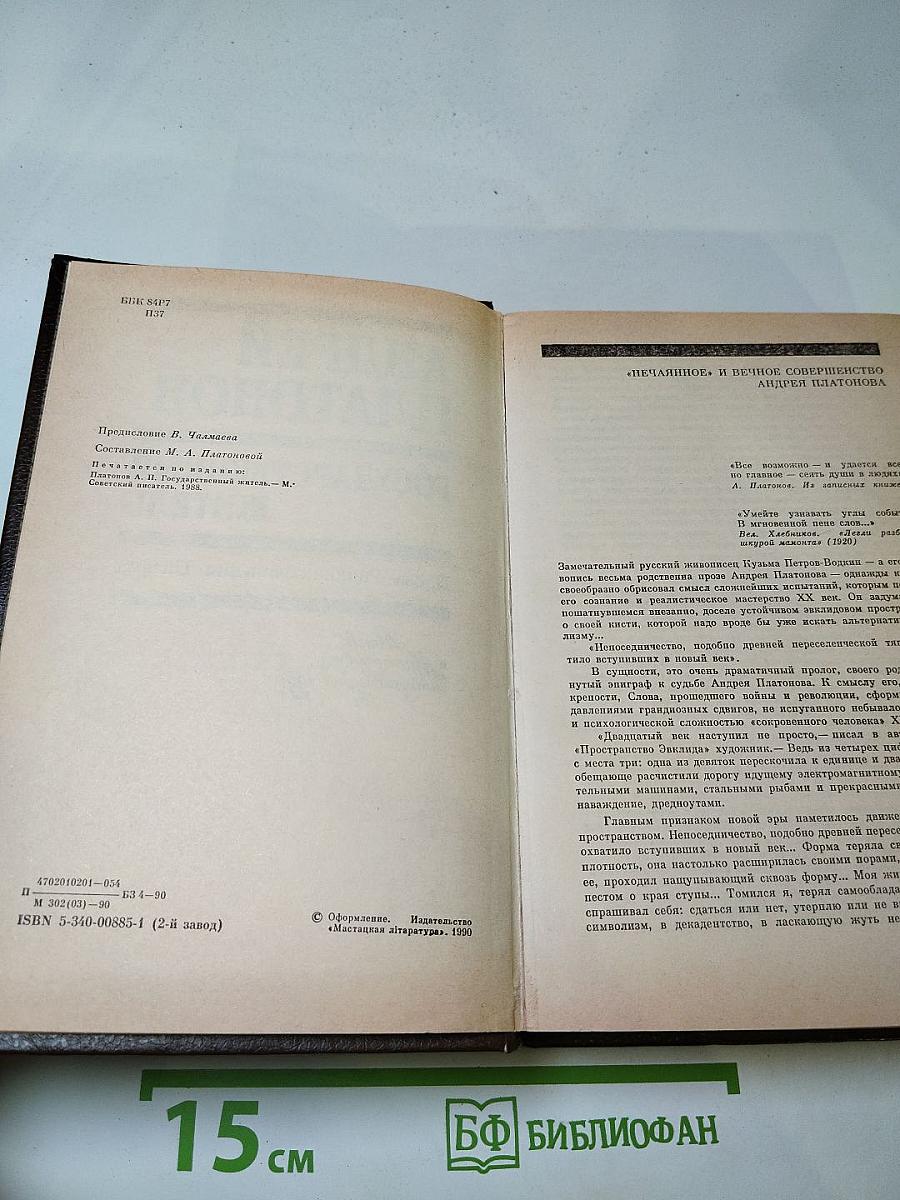 ББК 84Р7
П37
Предисловие В. Чалмаева
Составление М. А. Платоновой
Печатается по изданию:
Платонов А. П. Государственный житель.— М.:
Советский писатель. 1988.
4702010201—054
П БЗ 4—90
М 302(03)—90
ISBN 5-340-00885-1 (2-й завод)
© Оформление. Издательство
«Мастацкая літаратура». 1990
«НЕЧАЯННОЕ» И ВЕЧНОЕ СОВЕРШЕНСТВО
АНДРЕЯ ПЛАТОНОВА
«Все возможно — и удается все
но главное — сеять души в людях
А. Платонов. Из записных книже
«Умейте узнавать углы событ
В мгновенной пене слов...»
Вел. Хлебников. «Легли разб
шкурой мамонта» (1920)
Замечательный русский живописец Кузьма Петров-Водкин — а его
вопись весьма родственна прозе Андрея Платонова — однажды к
своеобразно обрисовал смысл сложнейших испытаний, которым по
его сознание и реалистическое мастерство XX век. Он задум
пошатнувшемся внезапно, доселе устойчивом эвклидовом простр
о своей кисти, которой надо вроде бы уже искать альтернати
лизму...
«Непоседничество, подобно древней переселенческой тяг
тило вступивших в новый век».
В сущности, это очень драматичный пролог, своего род
нутый эпиграф к судьбе Андрея Платонова. К смыслу его,
крепости, Слова, прошедшего войны и революции, сформ
давлениями грандиозных сдвигов, не испуганного небывало
и психологической сложностью «сокровенного человека» X
«Двадцатый век наступил не просто,— писал в авт
«Пространство Эвклида» художник.— Ведь из четырех циф
с места три: одна из девяток перескочила к единице и два
обещающе расчистили дорогу идущему электромагнитному
тельными машинами, стальными рыбами и прекрасными
наваждение, дредноутами.
Главным признаком новой эры наметилось движе
пространством. Непоседничество, подобно древней пересе
охватило вступивших в новый век... Форма теряла св
плотность, она настолько расширилась своими порами,
ее, проходил нащупывающий сквозь форму... Моя жи
пестом о края ступы... Томился я, терял самооблада
спрашивал себя: сдаться или нет, утерплю или не в
символизм, в декадентство, в ласкающую жуть не
15 см
БФ БИБЛИОФАН